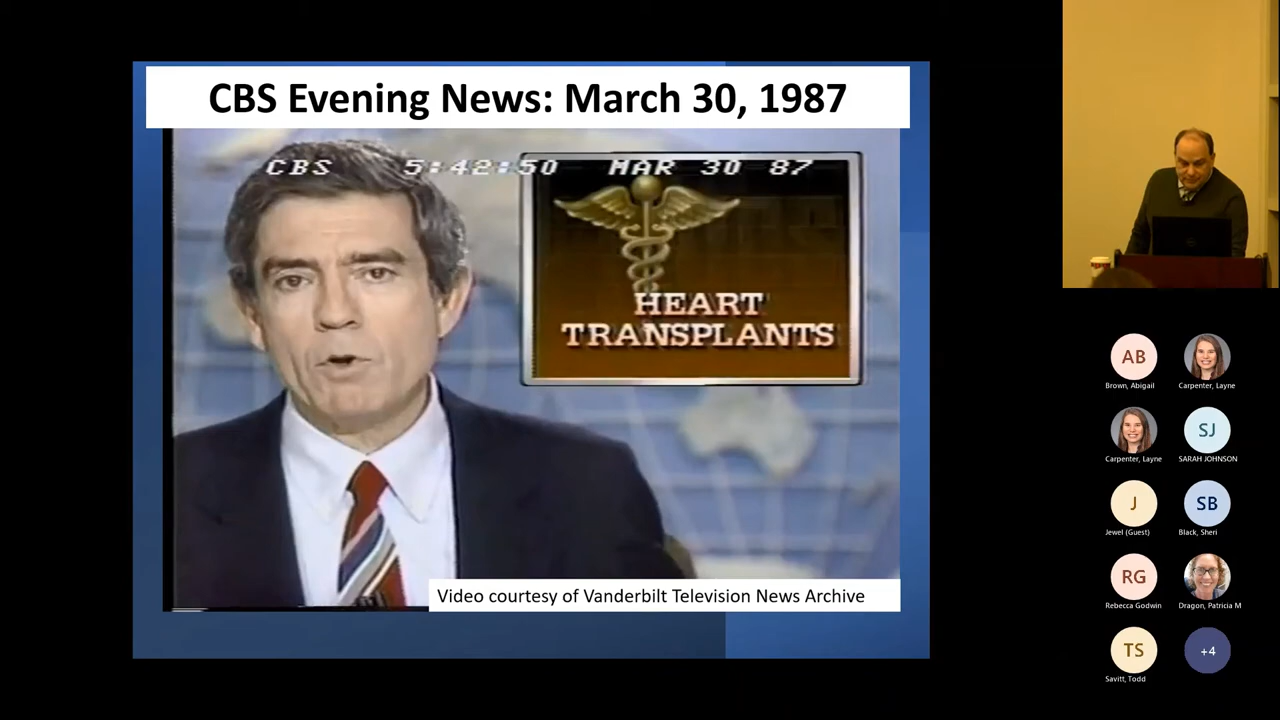 CBS Evening News: March 30, 1987
CBS 5:42:50 MAR 30 87
HEART
TRANSPLANTS
Video courtesy of Vanderbilt Television News Archive
AB
Brown, Abigail
Carpenter, Layne
Carpenter, Layne
SJ
SARAH JOHNSON
J
Jewel (Guest)
SB
Black, Sheri
RG
Rebecca Godwin
Dragon, Patricia M
TS
Savitt, Todd
+4